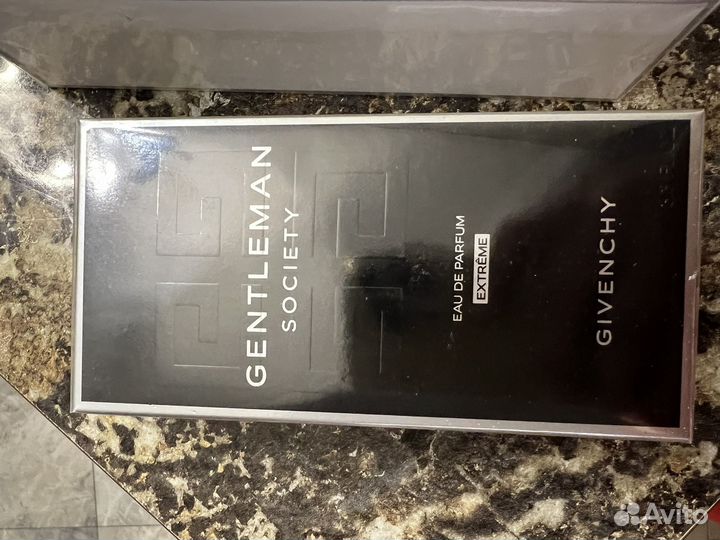 GENTLEMAN
SOCIETY
EAU DE PARFUM
EXTRÊME
GIVENCHY
Avito